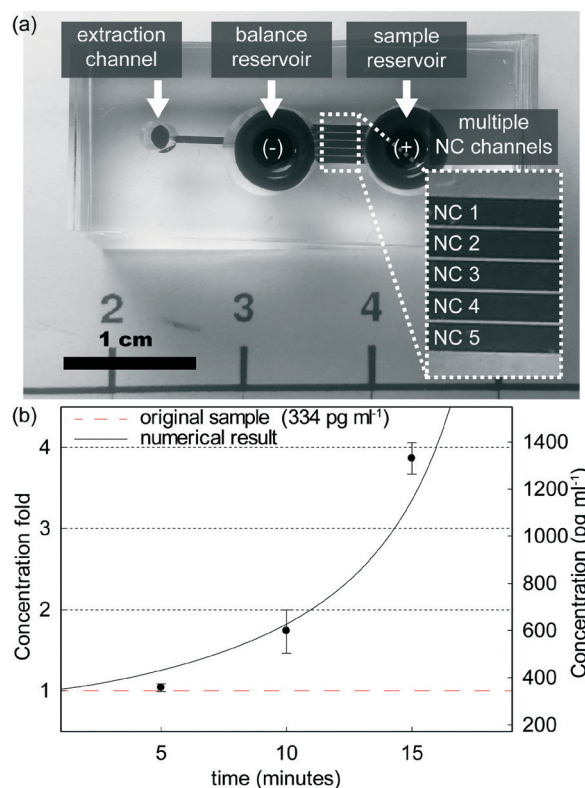 (a)
extraction
channel
balance
reservoir
sample
reservoir
(-)
(+)
multiple
NC channels
NC 1
NC 2
NC 3
NC 4
NC 5
2
3
4
1 cm
(b)
original sample (334 pg ml-1)
numerical result
Concentration fold
4
3
2
1
1400
1200
1000
800
600
400
200
Concentration (pg ml-1)
5
10
15
time (minutes)